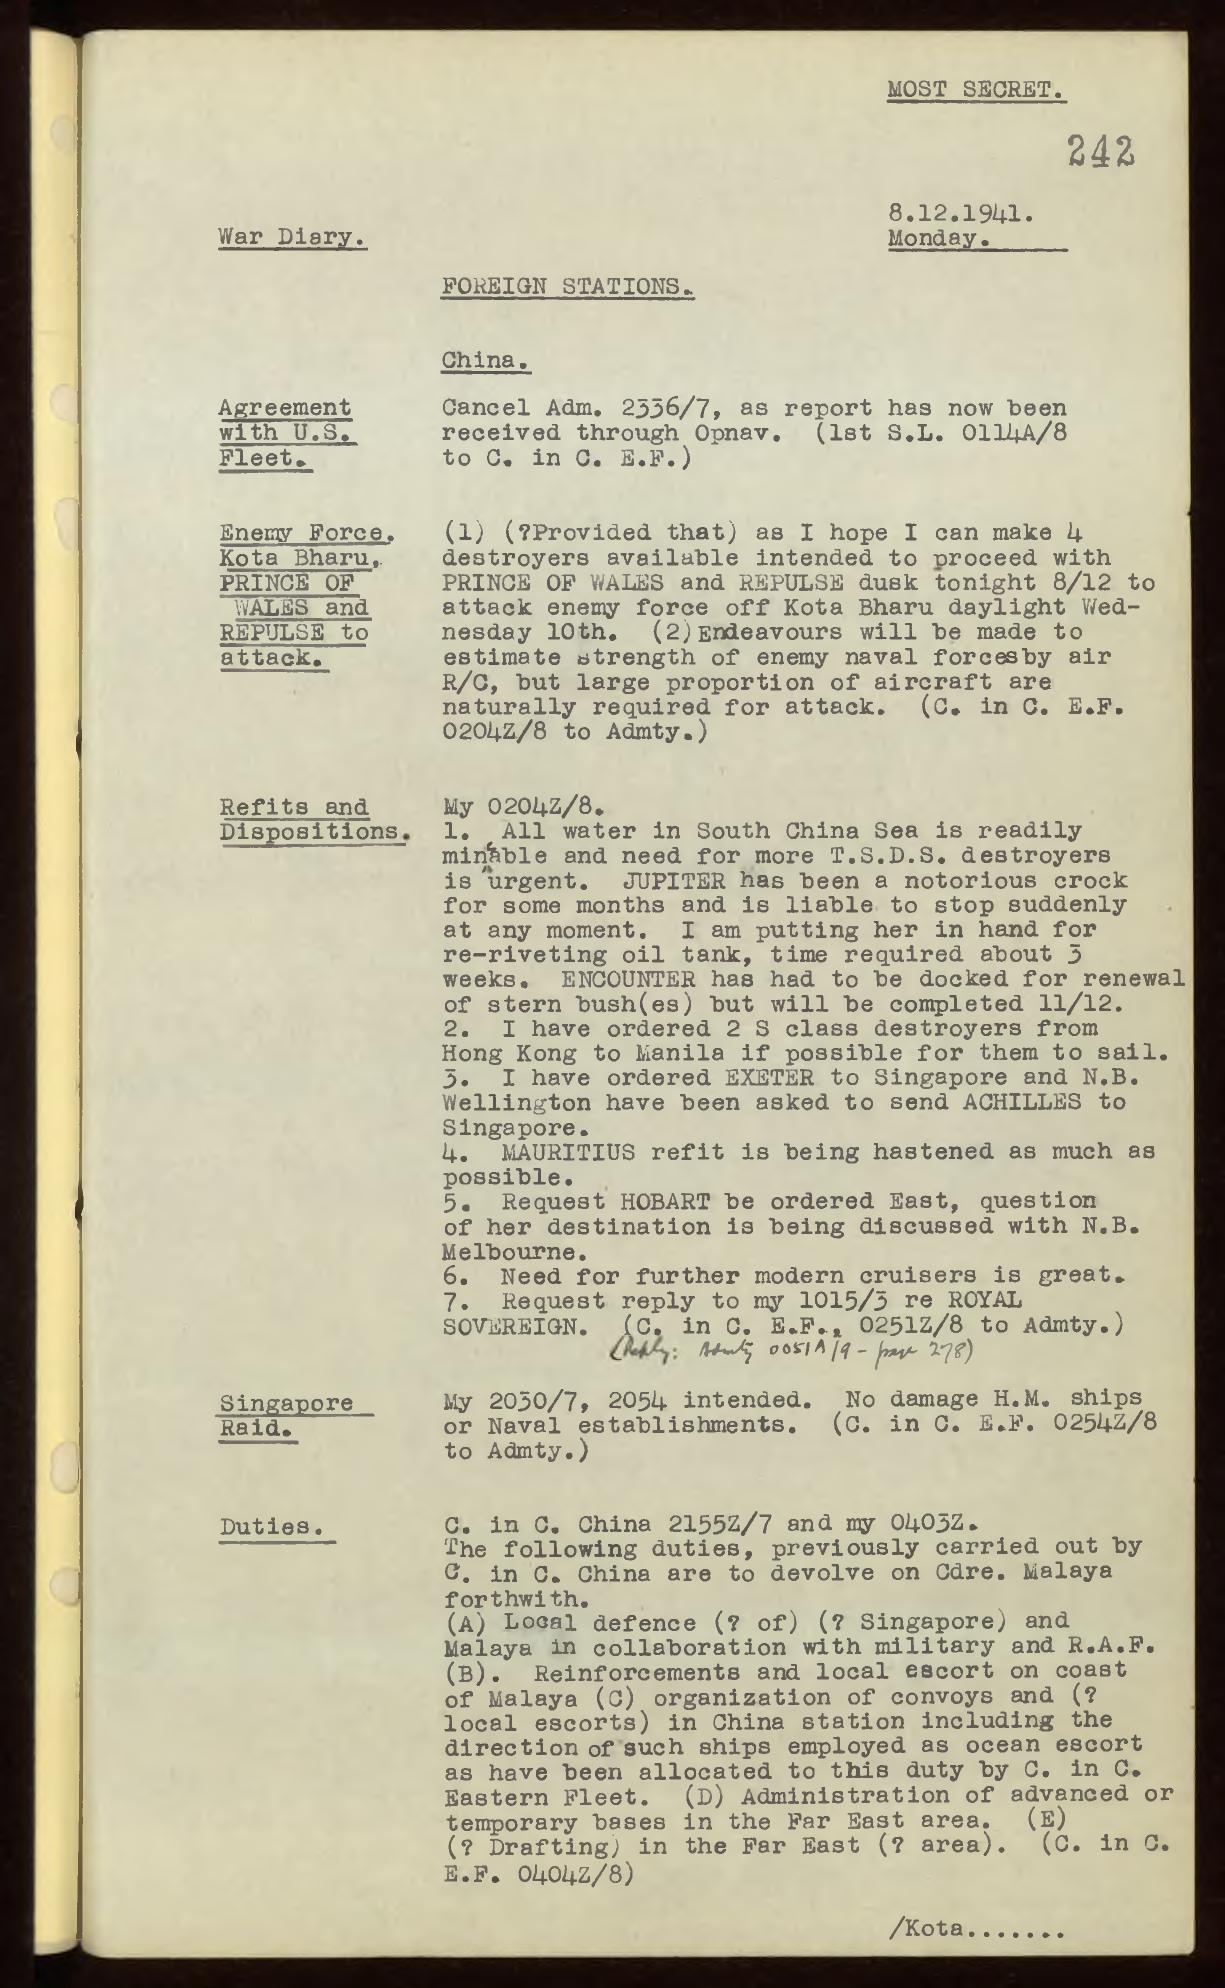 MOST SECRET.
242
8.12.1941.
War Diary.
Monday.
FOREIGN STATIONS.
China.
Agreement
with U.S.
Fleet.
Cancel Adm. 2336/7, as report has now been
received through Opnav. (1st S.L. 0114A/8
to C. in C. E.F.)
Enemy Force.
Kota Bharu,
PRINCE OF
WALES and
REPULSE to
attack.
(1) (?Provided that) as I hope I can make 4
destroyers available intended to proceed with
PRINCE OF WALES and REPULSE dusk tonight 8/12 to
attack enemy force off Kota Bharu daylight Wed-
nesday 10th. (2)Endeavours will be made to
estimate strength of enemy naval forcesby air
R/C, but large proportion of aircraft are
naturally required for attack. (C. in C. E.F.
0204Z/8 to Admty.)
Refits and
Dispositions.
My 0204Z/8.
1. All water in South China Sea is readily
mineable and need for more T.S.D.S. destroyers
is urgent. JUPITER has been a notorious crock
for some months and is liable to stop suddenly
at any moment. I am putting her in hand for
re-riveting oil tank, time required about 3
weeks. ENCOUNTER has had to be docked for renewal
of stern bush(es) but will be completed 11/12.
2. I have ordered 2 S class destroyers from
Hong Kong to Manila if possible for them to sail.
3. I have ordered EXETER to Singapore and N.B.
Wellington have been asked to send ACHILLES to
Singapore.
4. MAURITIUS refit is being hastened as much as
possible.
5. Request HOBART be ordered East, question
of her destination is being discussed with N.B.
Melbourne.
6. Need for further modern cruisers is great.
7. Request reply to my 1015/3 re ROYAL
SOVEREIGN. (C. in C. E.F., 0251Z/8 to Admty.)
(Reply: Admty 0051A/9 - page 278)
Singapore
Raid.
My 2030/7, 2054 intended. No damage H.M. ships
or Naval establishments. (C. in C. E.F. 0254Z/8
to Admty.)
Duties.
C. in C. China 2155Z/7 and my 0403Z.
The following duties, previously carried out by
C. in C. China are to devolve on Cdre. Malaya
forthwith.
(A) Local defence (? of) (? Singapore) and
Malaya in collaboration with military and R.A.F.
(B). Reinforcements and local escort on coast
of Malaya (C) organization of convoys and (?
local escorts) in China station including the
direction of such ships employed as ocean escort
as have been allocated to this duty by C. in C.
Eastern Fleet. (D) Administration of advanced or
temporary bases in the Far East area. (E)
(? Drafting) in the Far East (? area). (C. in C.
E.F. 0404Z/8)
/Kota.......